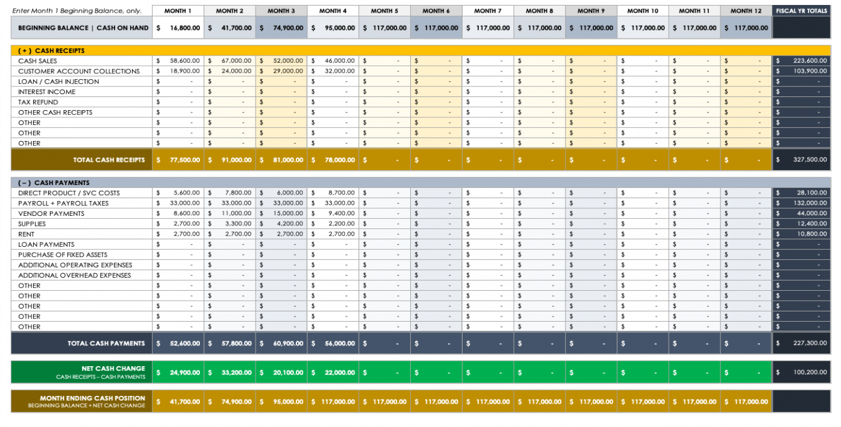 Enter Month 1 Beginning Balance, only. MONTH 1 MONTH 2 MONTH 3 MONTH 4 MONTH 5 MONTH 6 MONTH 7 MONTH 8 MONTH 9 MONTH 10 MONTH 11 MONTH 12 FISCAL YR TOTALS
BEGINNING BALANCE | CASH ON HAND $ 16,800.00 $ 41,700.00 $ 74,900.00 $ 95,000.00 $ 117,000.00 $ 117,000.00 $ 117,000.00 $ 117,000.00 $ 117,000.00 $ 117,000.00 $ 117,000.00 $ 117,000.00
( + ) CASH RECEIPTS
CASH SALES $ 58,600.00 $ 67,000.00 $ 52,000.00 $ 46,000.00 $ - $ - $ - $ - $ - $ - $ - $ - $ 223,600.00
CUSTOMER ACCOUNT COLLECTIONS $ 18,900.00 $ 24,000.00 $ 29,000.00 $ 32,000.00 $ - $ - $ - $ - $ - $ - $ - $ - $ 103,900.00
LOAN / CASH INJECTION $ - $ - $ - $ - $ - $ - $ - $ - $ - $ - $ - $ - $ -
INTEREST INCOME $ - $ - $ - $ - $ - $ - $ - $ - $ - $ - $ - $ - $ -
TAX REFUND $ - $ - $ - $ - $ - $ - $ - $ - $ - $ - $ - $ - $ -
OTHER CASH RECEIPTS $ - $ - $ - $ - $ - $ - $ - $ - $ - $ - $ - $ - $ -
OTHER $ - $ - $ - $ - $ - $ - $ - $ - $ - $ - $ - $ - $ -
OTHER $ - $ - $ - $ - $ - $ - $ - $ - $ - $ - $ - $ - $ -
OTHER $ - $ - $ - $ - $ - $ - $ - $ - $ - $ - $ - $ - $ -
TOTAL CASH RECEIPTS $ 77,500.00 $ 91,000.00 $ 81,000.00 $ 78,000.00 $ - $ - $ - $ - $ - $ - $ - $ - $ 327,500.00
( – ) CASH PAYMENTS
DIRECT PRODUCT / SVC COSTS $ 5,600.00 $ 7,800.00 $ 6,000.00 $ 8,700.00 $ - $ - $ - $ - $ - $ - $ - $ - $ 28,100.00
PAYROLL + PAYROLL TAXES $ 33,000.00 $ 33,000.00 $ 33,000.00 $ 33,000.00 $ - $ - $ - $ - $ - $ - $ - $ - $ 132,000.00
VENDOR PAYMENTS $ 8,600.00 $ 11,000.00 $ 15,000.00 $ 9,400.00 $ - $ - $ - $ - $ - $ - $ - $ - $ 44,000.00
SUPPLIES $ 2,700.00 $ 3,300.00 $ 4,200.00 $ 2,200.00 $ - $ - $ - $ - $ - $ - $ - $ - $ 12,400.00
RENT $ 2,700.00 $ 2,700.00 $ 2,700.00 $ 2,700.00 $ - $ - $ - $ - $ - $ - $ - $ - $ 10,800.00
LOAN PAYMENTS $ - $ - $ - $ - $ - $ - $ - $ - $ - $ - $ - $ - $ -
PURCHASE OF FIXED ASSETS $ - $ - $ - $ - $ - $ - $ - $ - $ - $ - $ - $ - $ -
ADDITIONAL OPERATING EXPENSES $ - $ - $ - $ - $ - $ - $ - $ - $ - $ - $ - $ - $ -
ADDITIONAL OVERHEAD EXPENSES $ - $ - $ - $ - $ - $ - $ - $ - $ - $ - $ - $ - $ -
OTHER $ - $ - $ - $ - $ - $ - $ - $ - $ - $ - $ - $ - $ -
OTHER $ - $ - $ - $ - $ - $ - $ - $ - $ - $ - $ - $ - $ -
OTHER $ - $ - $ - $ - $ - $ - $ - $ - $ - $ - $ - $ - $ -
OTHER $ - $ - $ - $ - $ - $ - $ - $ - $ - $ - $ - $ - $ -
OTHER $ - $ - $ - $ - $ - $ - $ - $ - $ - $ - $ - $ - $ -
TOTAL CASH PAYMENTS $ 52,600.00 $ 57,800.00 $ 60,900.00 $ 56,000.00 $ - $ - $ - $ - $ - $ - $ - $ - $ 227,300.00
NET CASH CHANGE $ 24,900.00 $ 33,200.00 $ 20,100.00 $ 22,000.00 $ - $ - $ - $ - $ - $ - $ - $ - $ 100,200.00
CASH RECEIPTS – CASH PAYMENTS
MONTH ENDING CASH POSITION $ 41,700.00 $ 74,900.00 $ 95,000.00 $ 117,000.00 $ 117,000.00 $ 117,000.00 $ 117,000.00 $ 117,000.00 $ 117,000.00 $ 117,000.00 $ 117,000.00 $ 117,000.00
BEGINNING BALANCE + NET CASH CHANGE